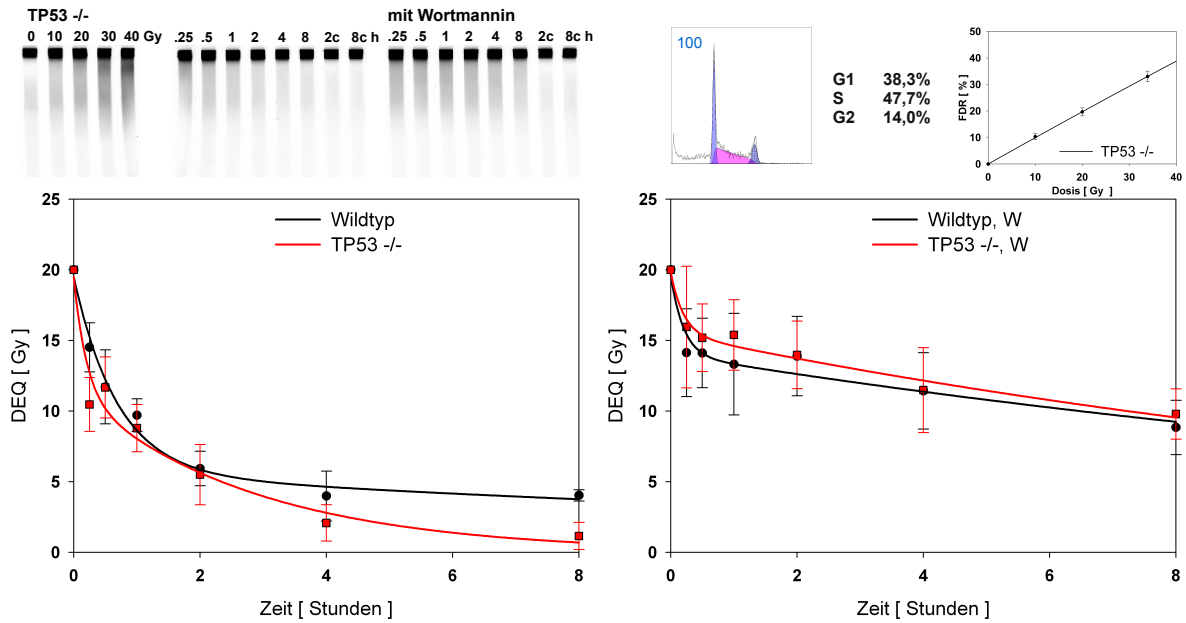 TP53 -/-
0 10 20 30 40 Gy
.25 .5 1 2 4 8 2c 8c h
mit Wortmannin
.25 .5 1 2 4 8 2c 8c h
100
G1 38,3%
S 47,7%
G2 14,0%
50
40
30
20
10
0
FDR [ % ]
TP53 -/-
0 10 20 30 40
Dosis [ Gy ]
25
20
15
10
5
0
DEQ [ Gy ]
Wildtyp
TP53 -/-
0 2 4 6 8
Zeit [ Stunden ]
25
20
15
10
5
0
DEQ [ Gy ]
Wildtyp, W
TP53 -/-, W
0 2 4 6 8
Zeit [ Stunden ]